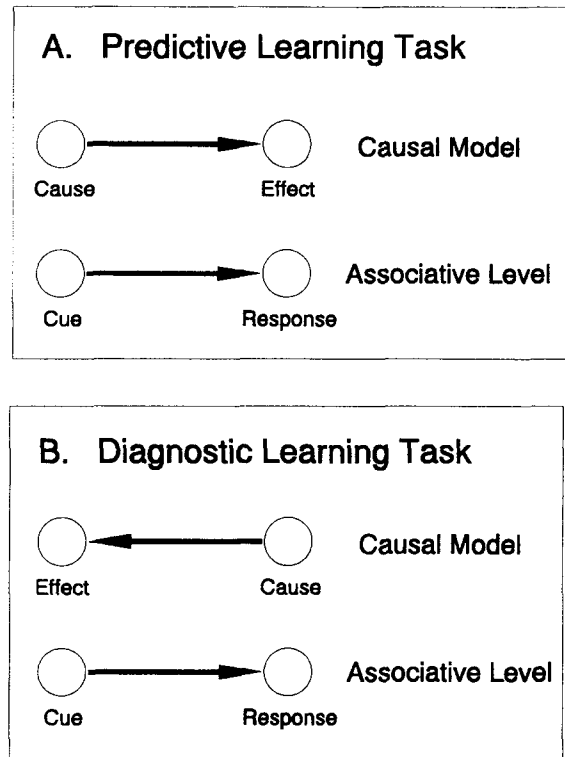 A. Predictive Learning Task
Causal Model
Cause Effect
Associative Level
Cue Response
B. Diagnostic Learning Task
Causal Model
Effect Cause
Associative Level
Cue Response